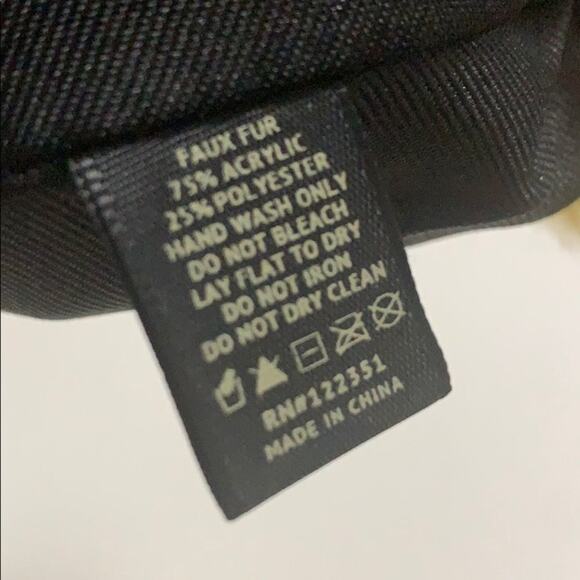 FAUX FUR
75% ACRYLIC
25% POLYESTER
HAND WASH ONLY
DO NOT BLEACH
LAY FLAT TO DRY
DO NOT IRON
DO NOT DRY CLEAN
RN#122351
MADE IN CHINA